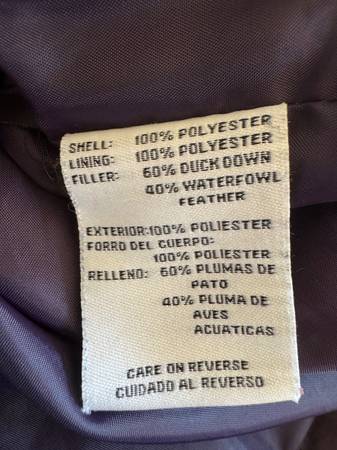 SHELL: 100% POLYESTER
LINING: 100% POLYESTER
FILLER: 60% DUCK DOWN
40% WATERFOWL
FEATHER
EXTERIOR:100% POLIESTER
FORRO DEL CUERPO:
100% POLIESTER
RELLENO: 60% PLUMAS DE
PATO
40% PLUMA DE
AVES
ACUATICAS
CARE ON REVERSE
CUIDADO AL REVERSO